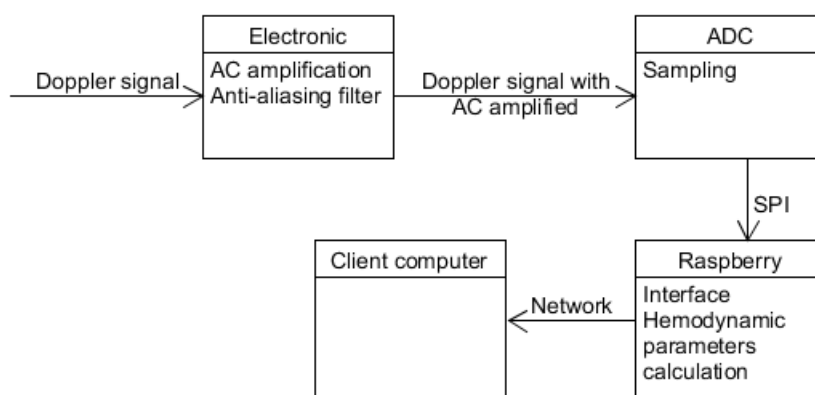 Electronic
ADC
Doppler signal
AC amplification
Anti-aliasing filter
Doppler signal with
AC amplified
Sampling
SPI
Client computer
Raspberry
Network
Interface
Hemodynamic
parameters
calculation